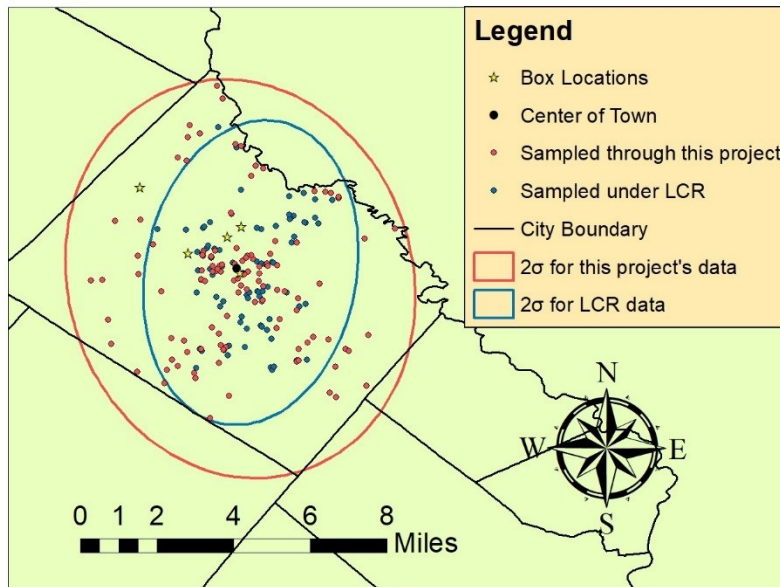 Legend
Box Locations
Center of Town
Sampled through this project
Sampled under LCR
City Boundary
2σ for this project's data
2σ for LCR data
N
W E
S
0 1 2 4 6 8
Miles